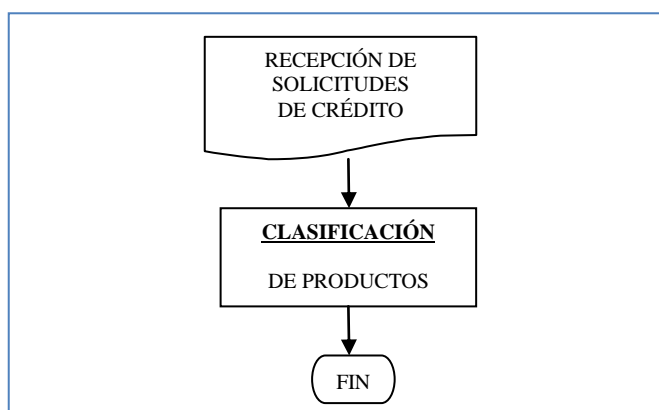 RECEPCIÓN DE
SOLICITUDES
DE CRÉDITO
CLASIFICACIÓN
DE PRODUCTOS
FIN